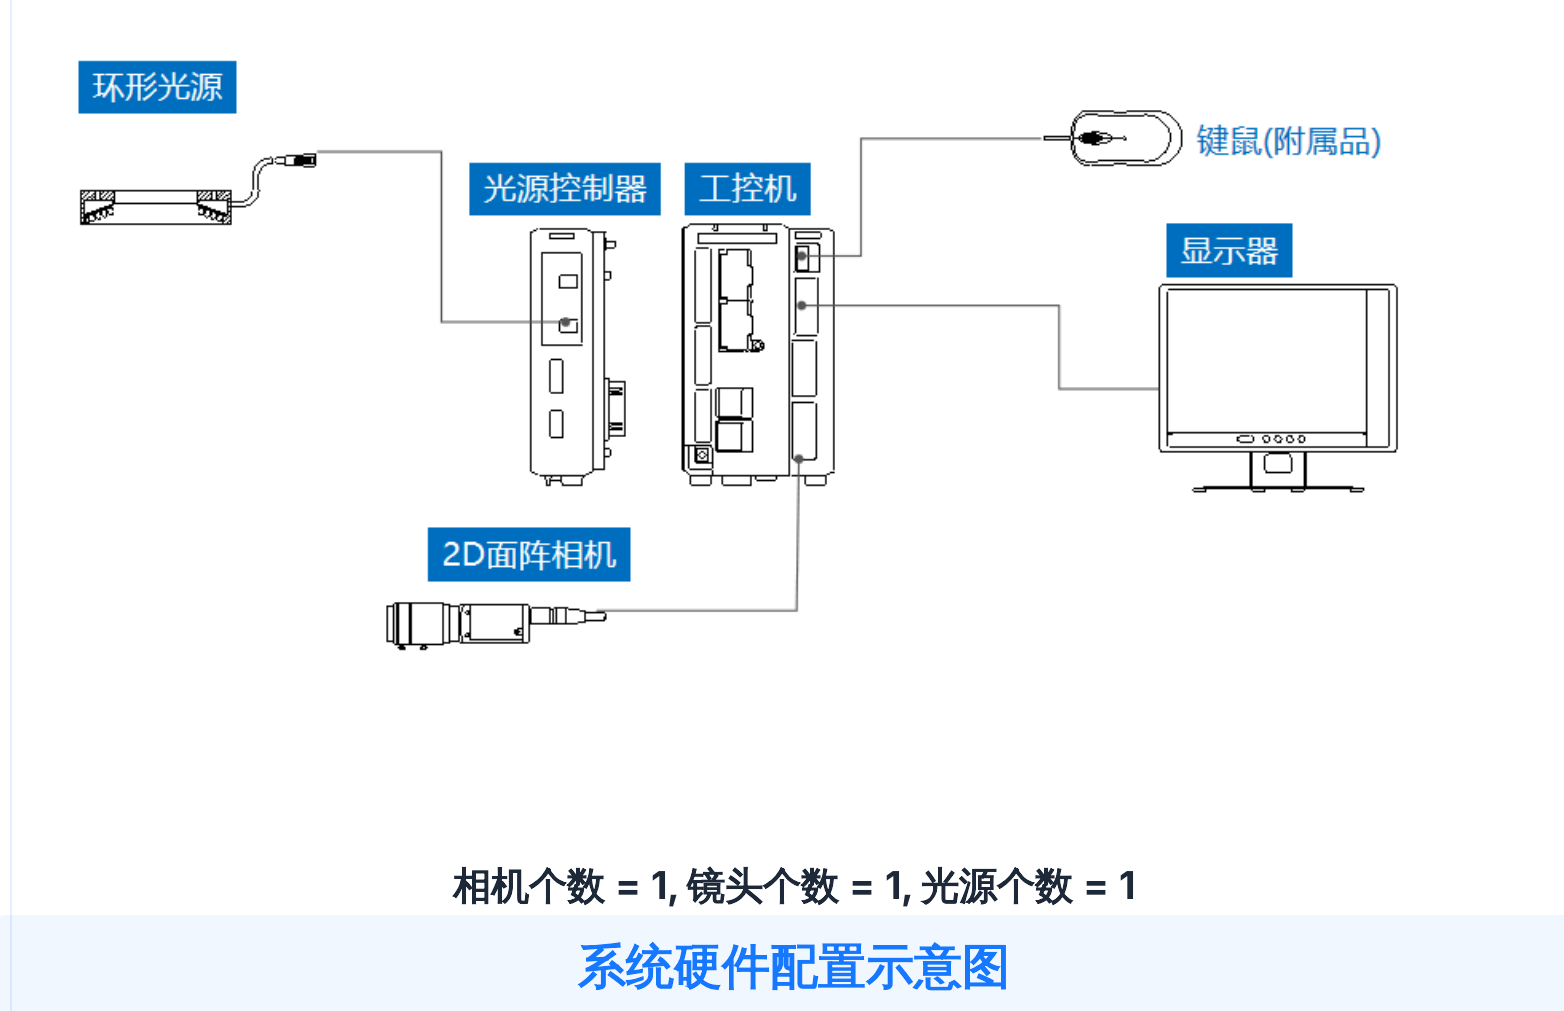 环形光源
键鼠(附属品)
光源控制器
工控机
显示器
2D面阵相机
相机个数 = 1, 镜头个数 = 1, 光源个数 = 1
系统硬件配置示意图